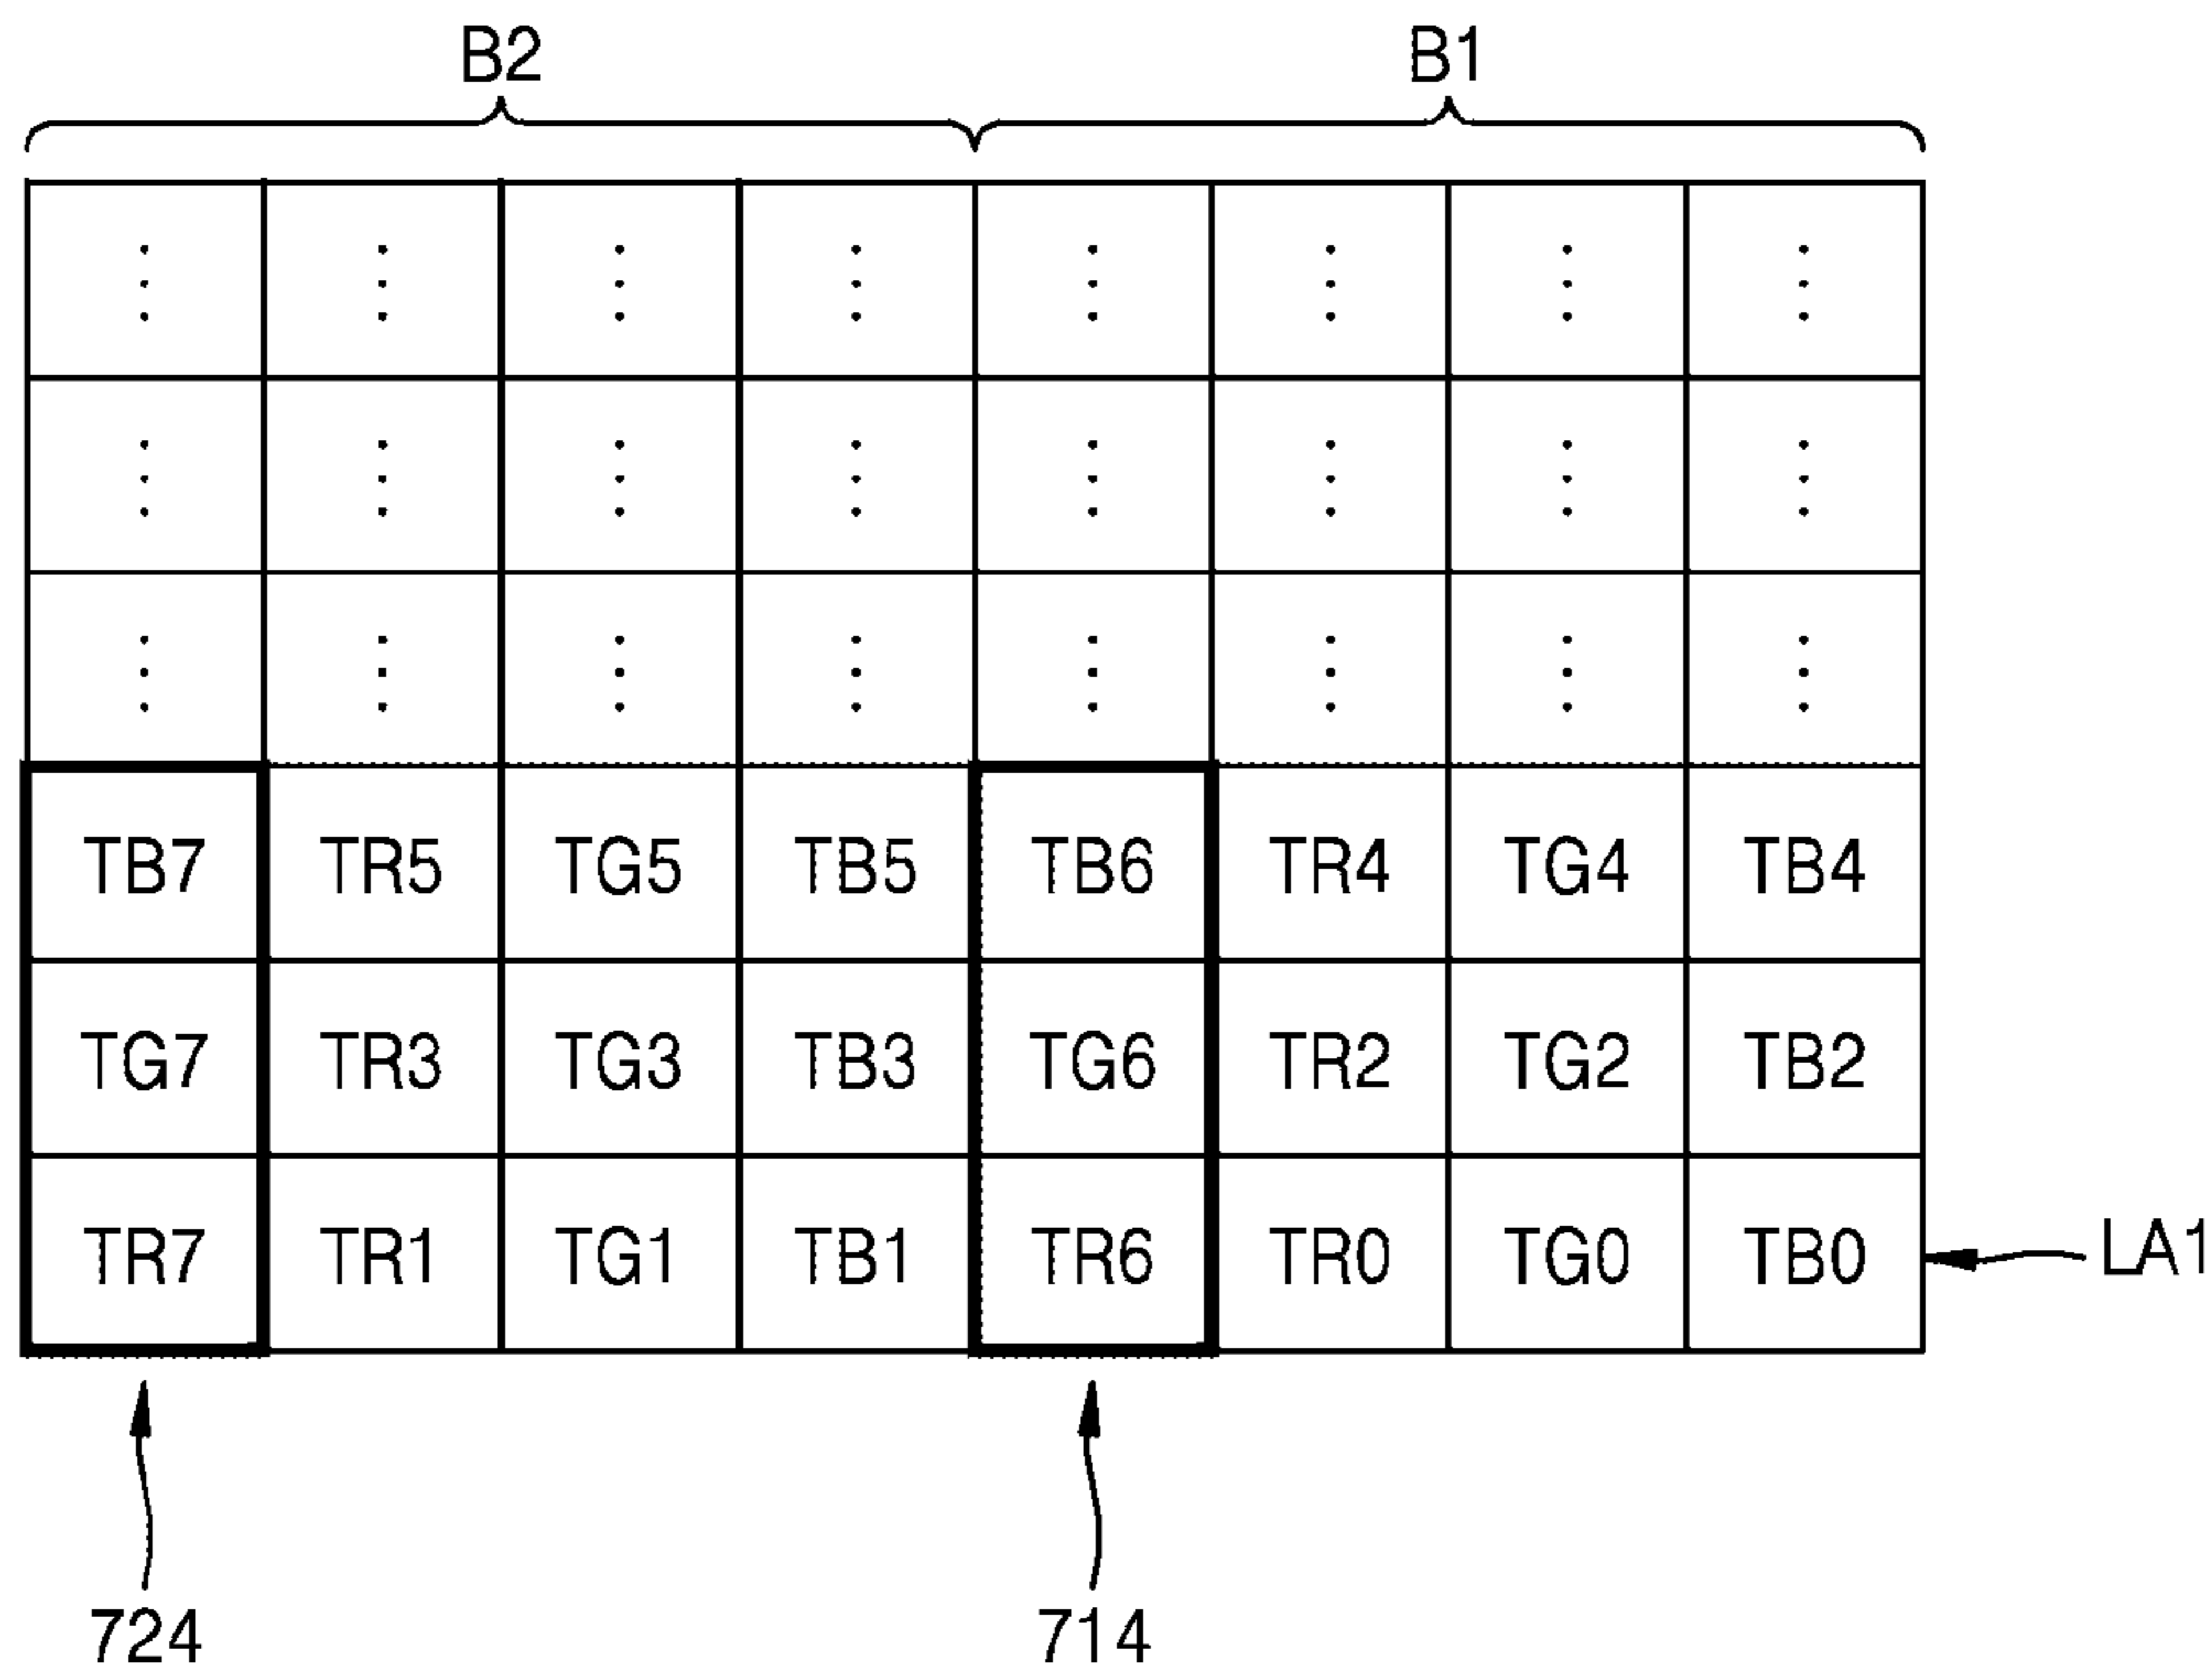 B2 B1
⋮ ⋮ ⋮ ⋮ ⋮ ⋮ ⋮ ⋮
⋮ ⋮ ⋮ ⋮ ⋮ ⋮ ⋮ ⋮
⋮ ⋮ ⋮ ⋮ ⋮ ⋮ ⋮ ⋮
TB7 TR5 TG5 TB5 TB6 TR4 TG4 TB4
TG7 TR3 TG3 TB3 TG6 TR2 TG2 TB2
TR7 TR1 TG1 TB1 TR6 TR0 TG0 TB0 LA1
724 714